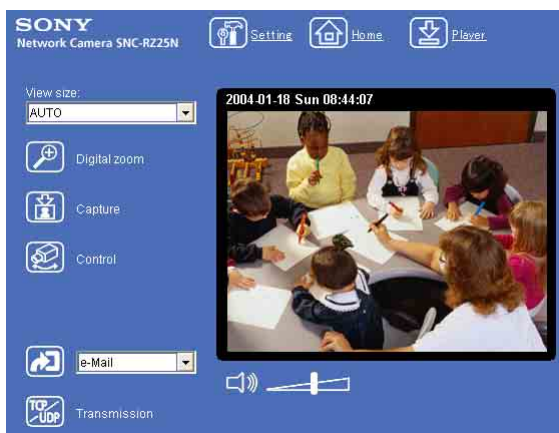 SONY
Network Camera SNC-RZ25N
Setting
Home
Player
View size:
AUTO
2004-01-18 Sun 08:44:07
Digital zoom
Capture
Control
e-Mail
TCP/UDP
Transmission